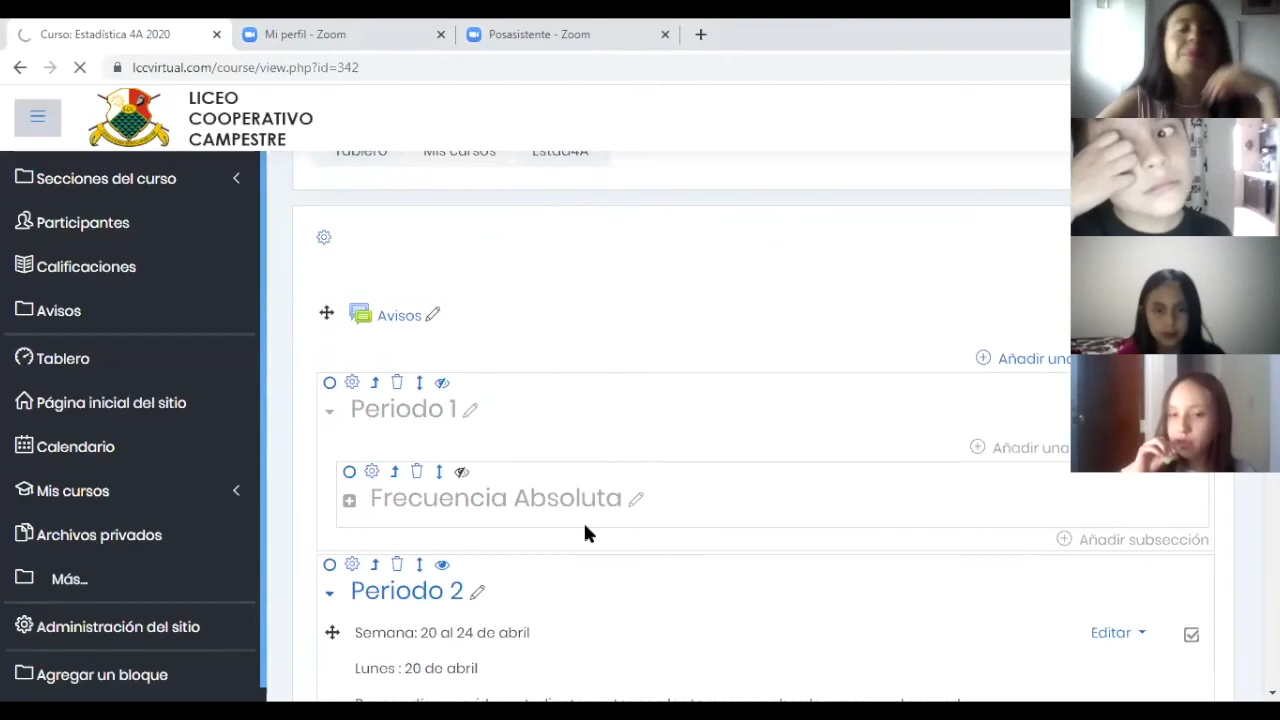 Curso: Estadística 4A 2020
Mi perfil - Zoom
Posasistente - Zoom
lccvirtual.com/course/view.php?id=342
LICEO
COOPERATIVO
CAMPESTRE
Tablero Mis cursos Estad4A
Secciones del curso
Participantes
Calificaciones
Avisos
Tablero
Página inicial del sitio
Calendario
Mis cursos
Archivos privados
Más...
Administración del sitio
Agregar un bloque
Avisos
Añadir una
Periodo 1
Añadir una
Frecuencia Absoluta
Añadir subsección
Periodo 2
Semana: 20 al 24 de abril
Editar
Lunes : 20 de abril